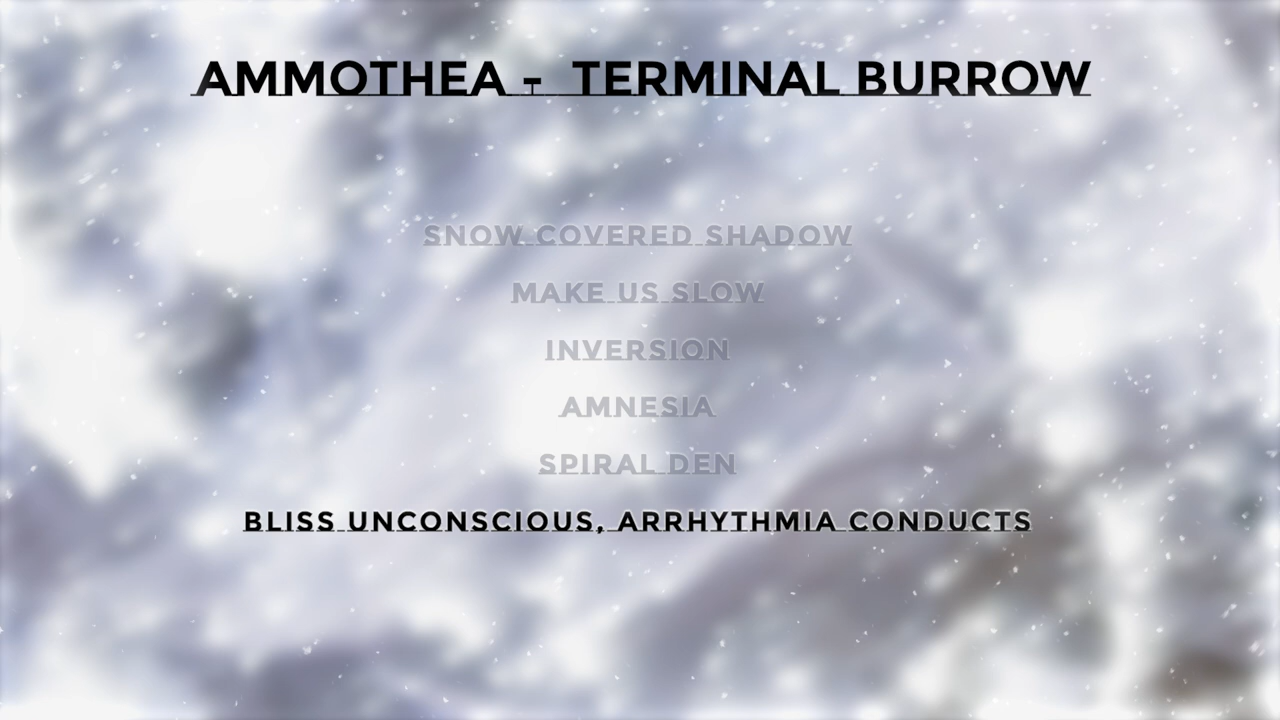 AMMOTHEA -  TERMINAL BURROW
SNOW COVERED SHADOW
MAKE US SLOW
INVERSION
AMNESIA
SPIRAL DEN
BLISS UNCONSCIOUS, ARRHYTHMIA CONDUCTS